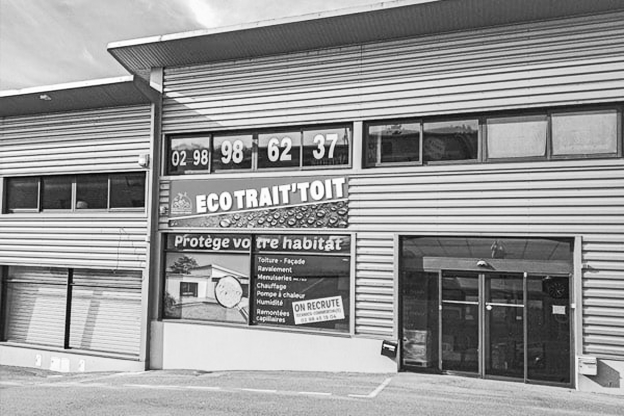 02 98 98 62 37
ECO TRAIT'TOIT
Protège votre habitat
Toiture - Façade
Ravalement
Menuiseries
Chauffage
Pompe à chaleur
Humidité
Remontées
capillaires
ON RECRUTE